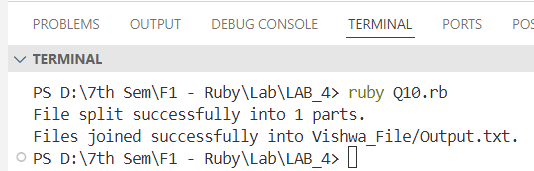 PROBLEMS OUTPUT DEBUG CONSOLE TERMINAL PORTS
TERMINAL
PS D:\7th Sem\F1 - Ruby\Lab\LAB_4> ruby Q10.rb
File split successfully into 1 parts.
Files joined successfully into Vishwa_File/Output.txt.
PS D:\7th Sem\F1 - Ruby\Lab\LAB_4>